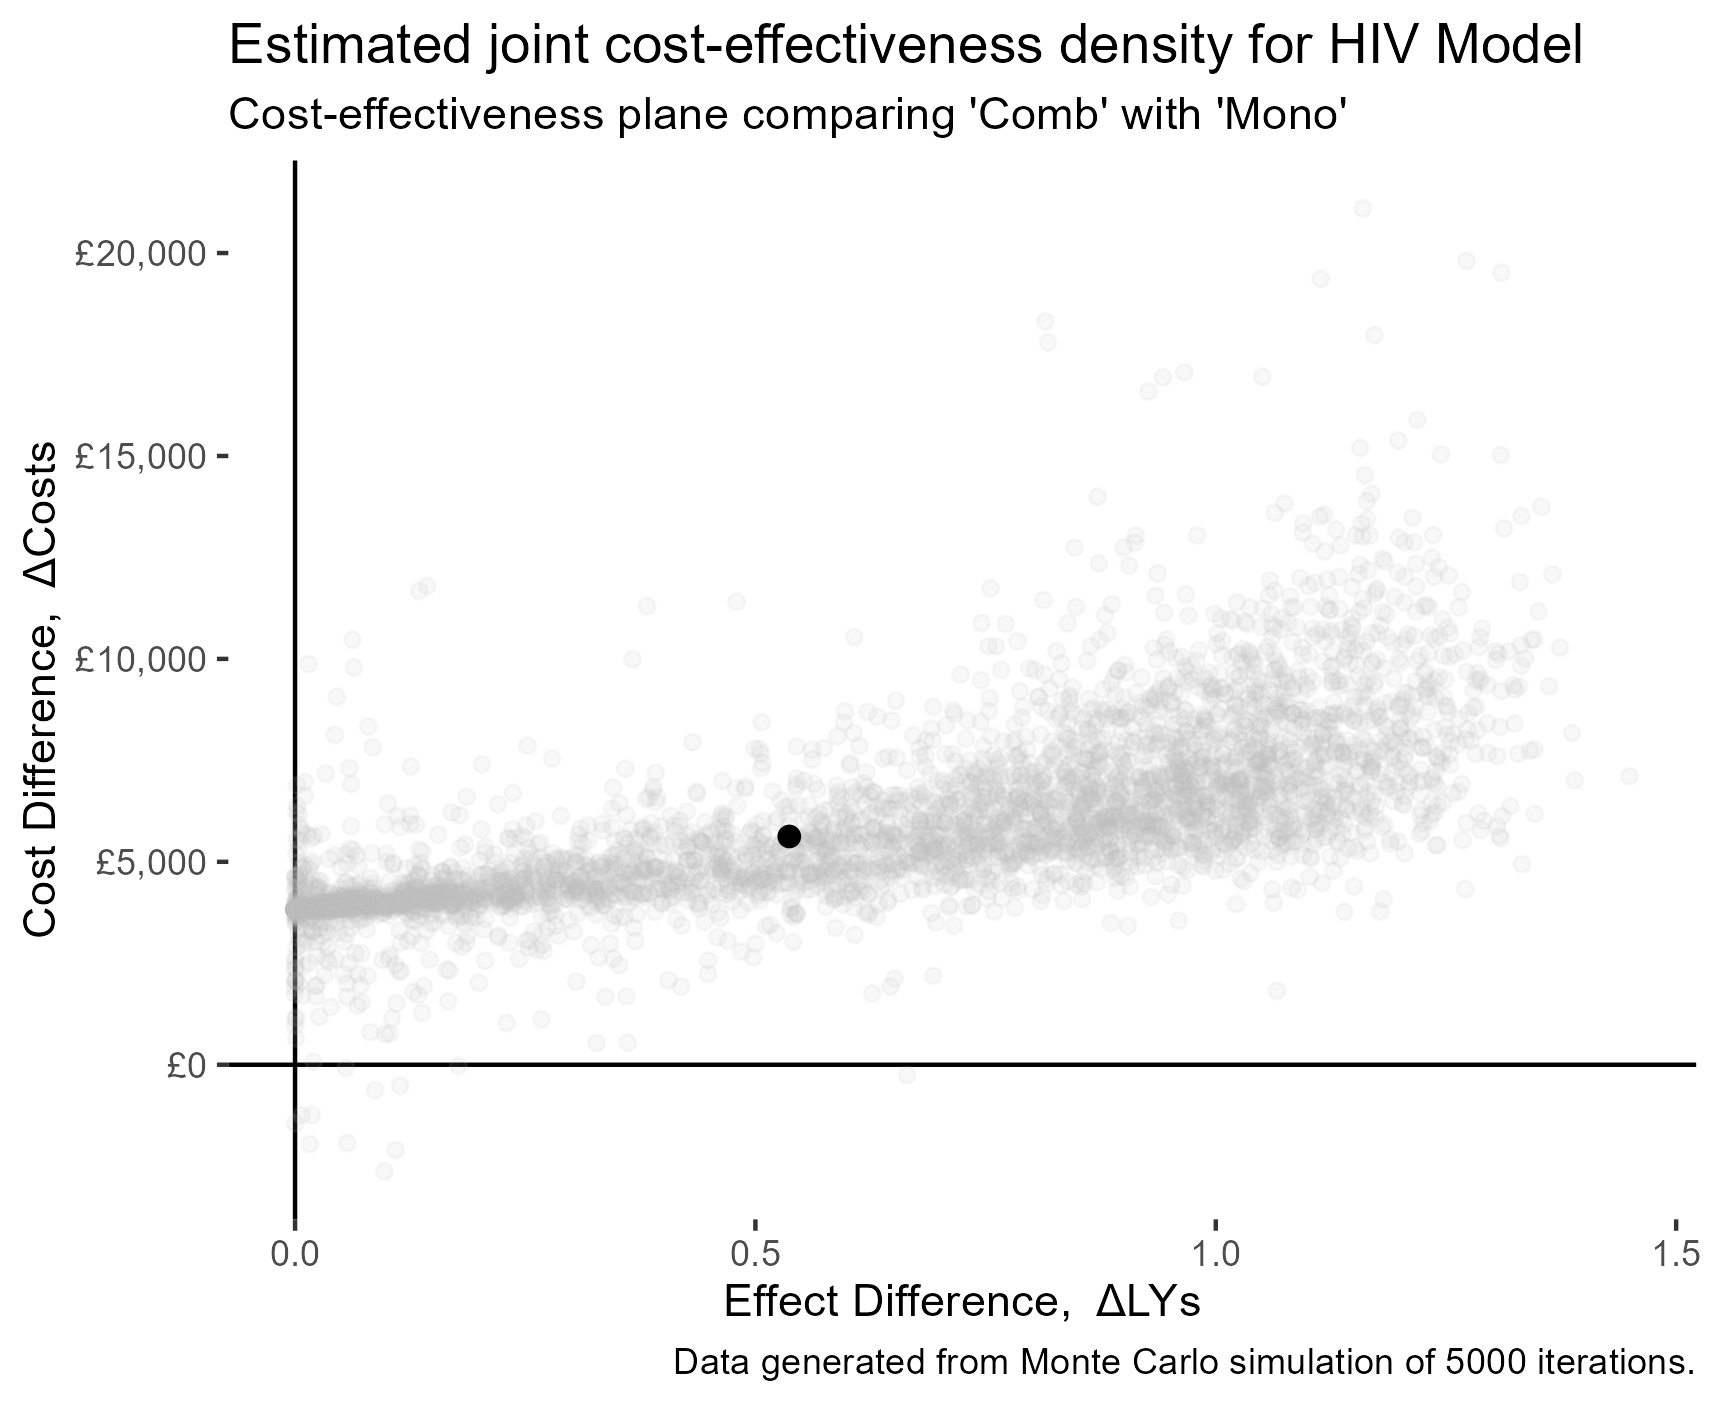 Estimated joint cost-effectiveness density for HIV Model
Cost-effectiveness plane comparing 'Comb' with 'Mono'
Cost Difference,  ΔCosts
£20,000
£15,000
£10,000
£5,000
£0
0.0
0.5
1.0
1.5
Effect Difference,  ΔLYs
Data generated from Monte Carlo simulation of 5000 iterations.